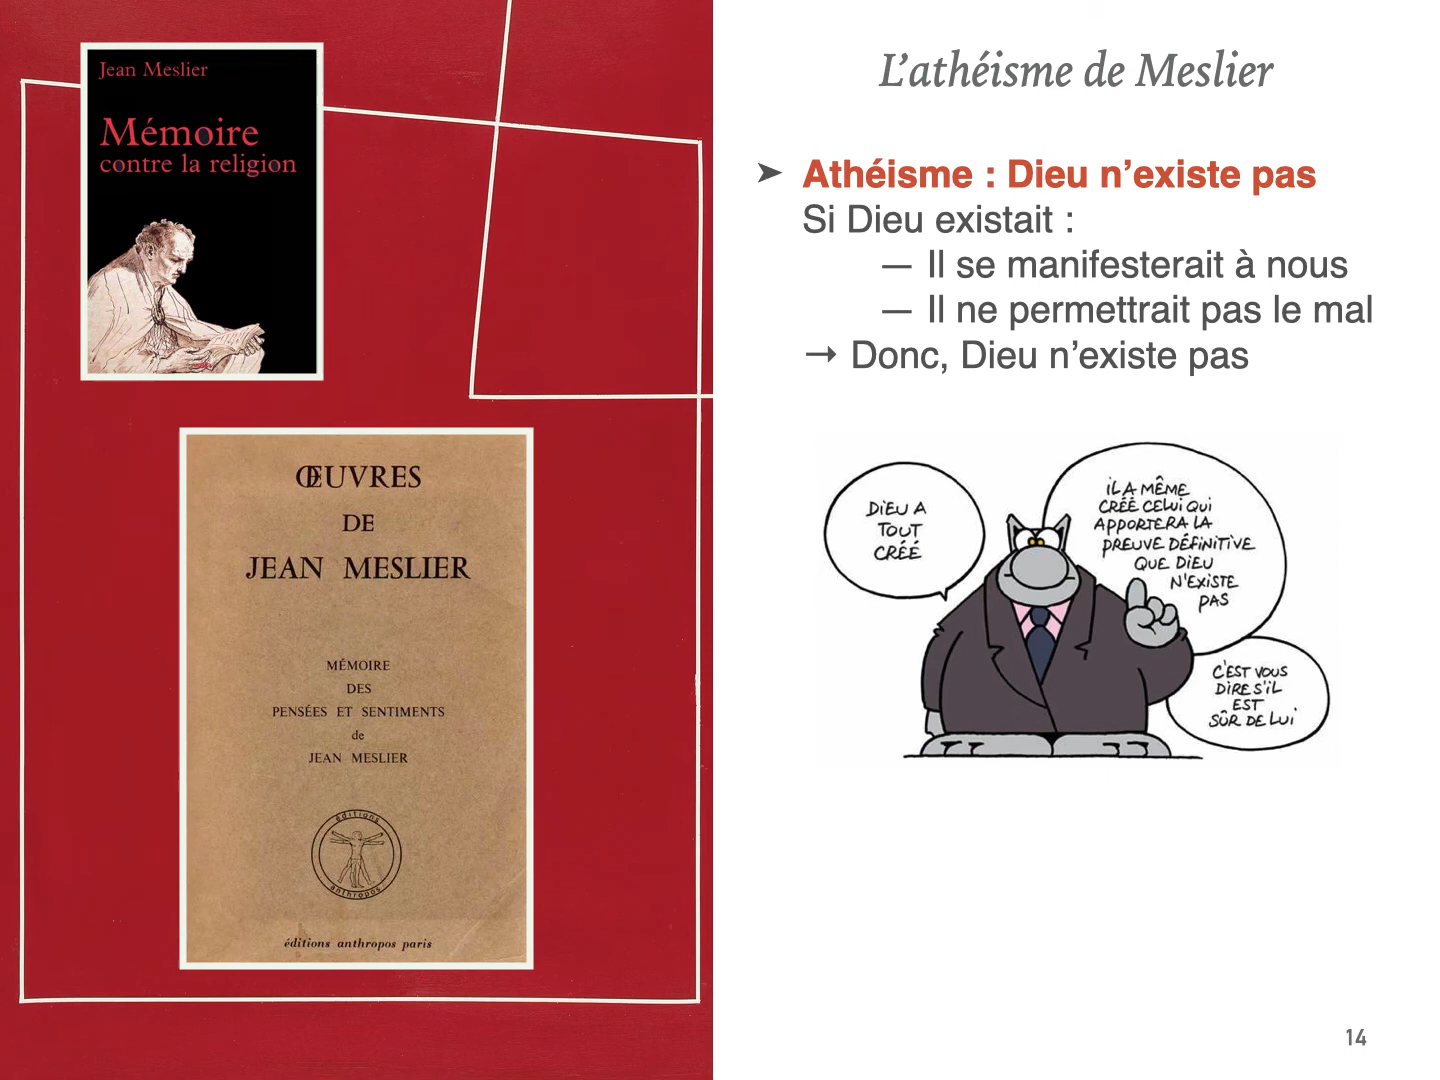 Jean Meslier
Mémoire
contre la religion
ŒUVRES
DE
JEAN MESLIER
MÉMOIRE
DES
PENSÉES ET SENTIMENTS
de
JEAN MESLIER
éditions
anthropos
éditions anthropos paris
L’athéisme de Meslier
➤ Athéisme : Dieu n’existe pas
Si Dieu existait :
— Il se manifesterait à nous
— Il ne permettrait pas le mal
→ Donc, Dieu n’existe pas
DIEU A
TOUT
CRÉÉ
IL A MÊME
CRÉÉ CELUI QUI
APPORTERA LA
PREUVE DÉFINITIVE
QUE DIEU
N'EXISTE
PAS
C'EST VOUS
DIRE S'IL
EST
SÛR DE LUI
14